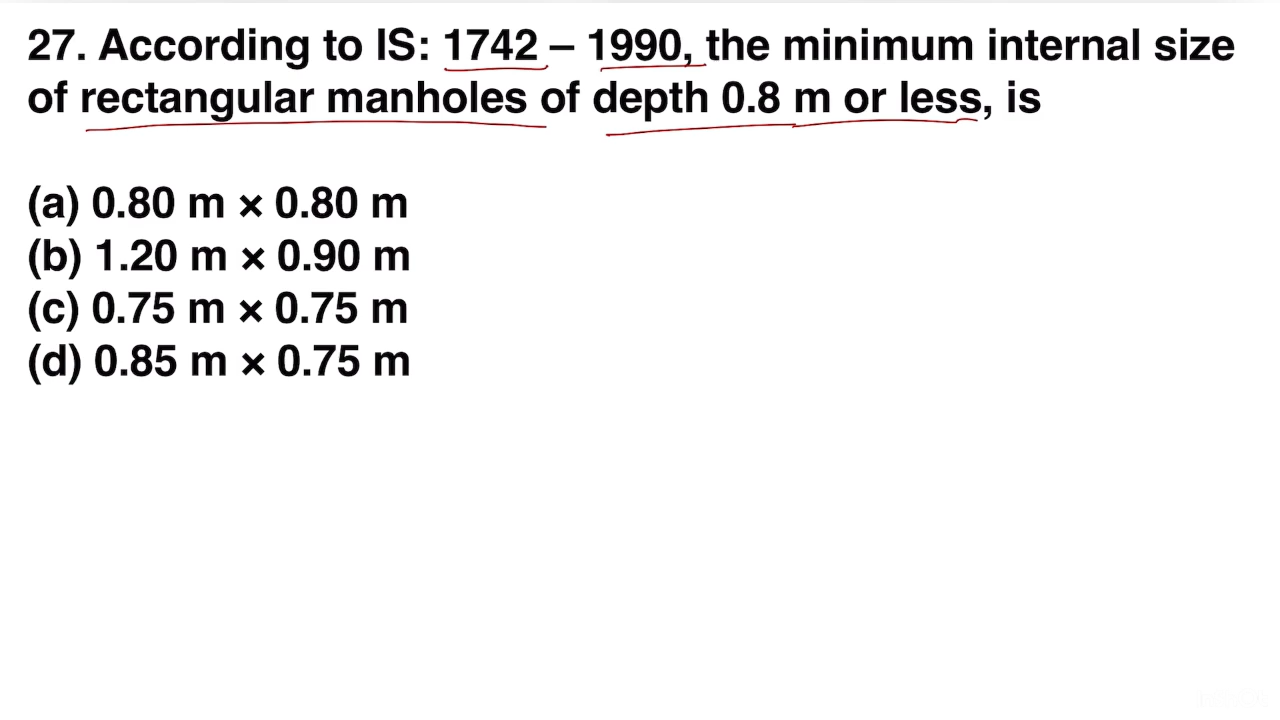 27. According to IS: 1742 – 1990, the minimum internal size
of rectangular manholes of depth 0.8 m or less, is
(a) 0.80 m × 0.80 m
(b) 1.20 m × 0.90 m
(c) 0.75 m × 0.75 m
(d) 0.85 m × 0.75 m